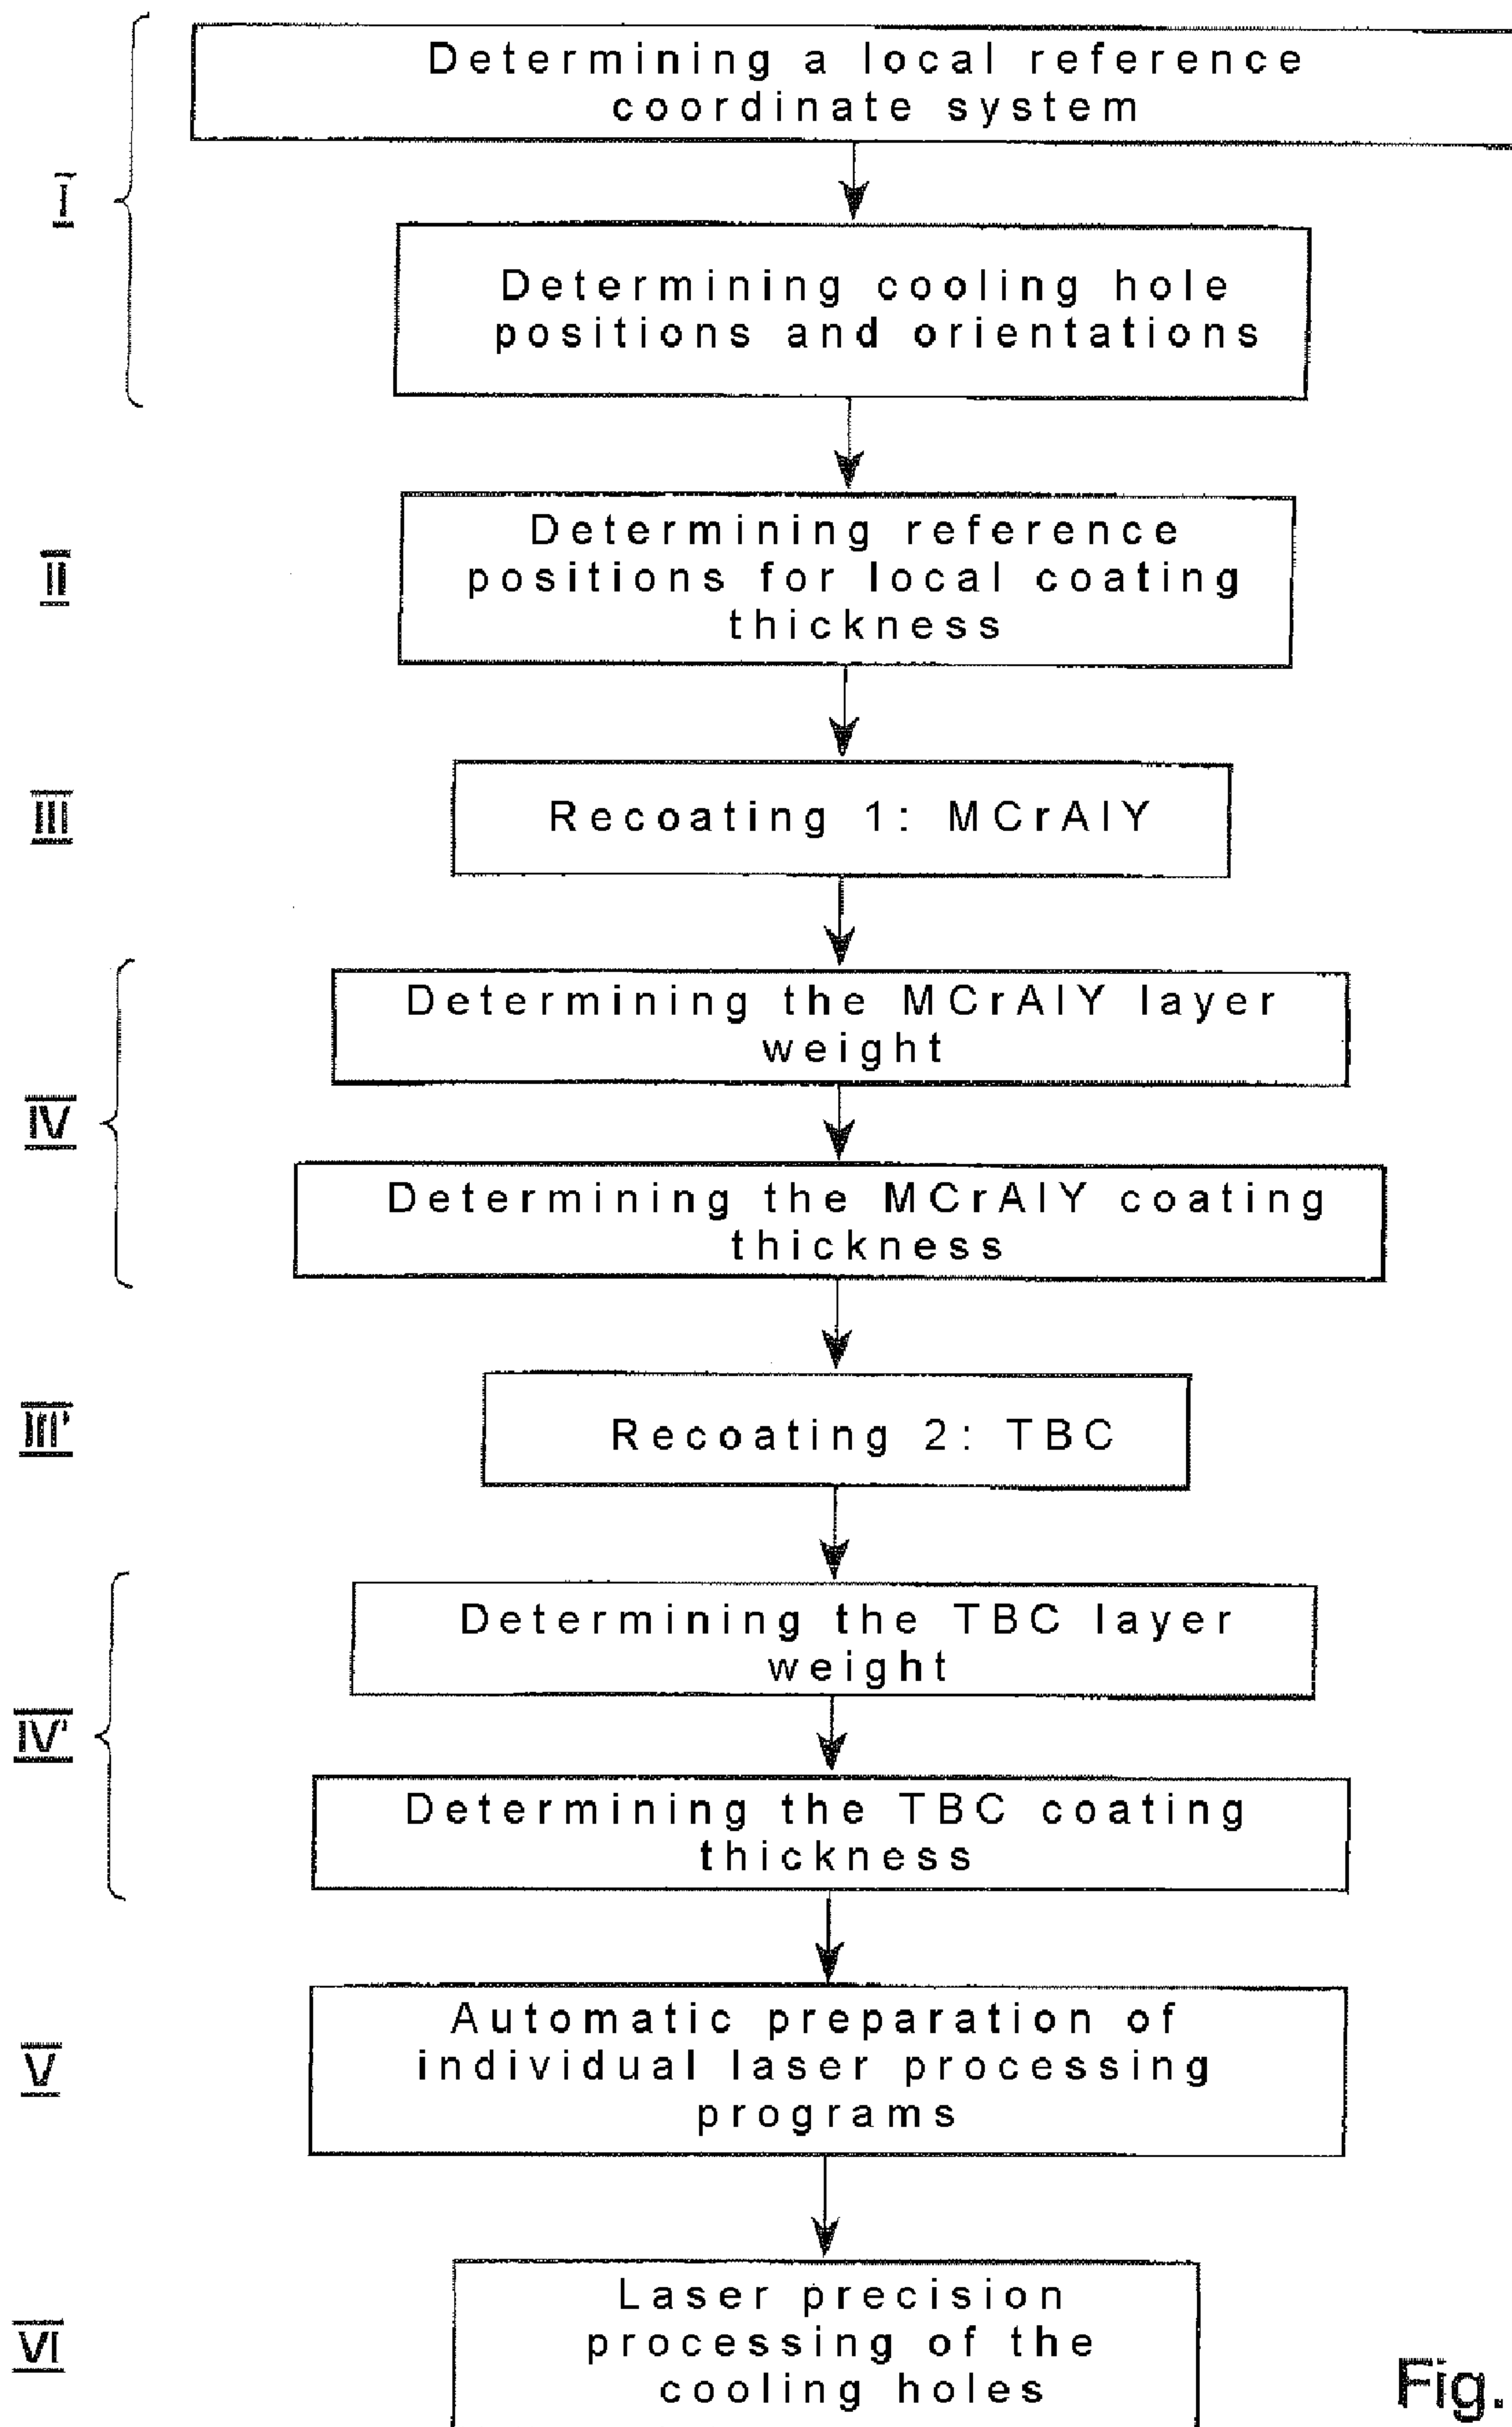 Determining a local reference
coordinate system
I
Determining cooling hole
positions and orientations
II
Determining reference
positions for local coating
thickness
III
Recoating 1: MCrAlY
Determining the MCrAlY layer
weight
IV
Determining the MCrAlY coating
thickness
III'
Recoating 2: TBC
Determining the TBC layer
weight
IV'
Determining the TBC coating
thickness
V
Automatic preparation of
individual laser processing
programs
VI
Laser precision
processing of the
cooling holes
Fig.